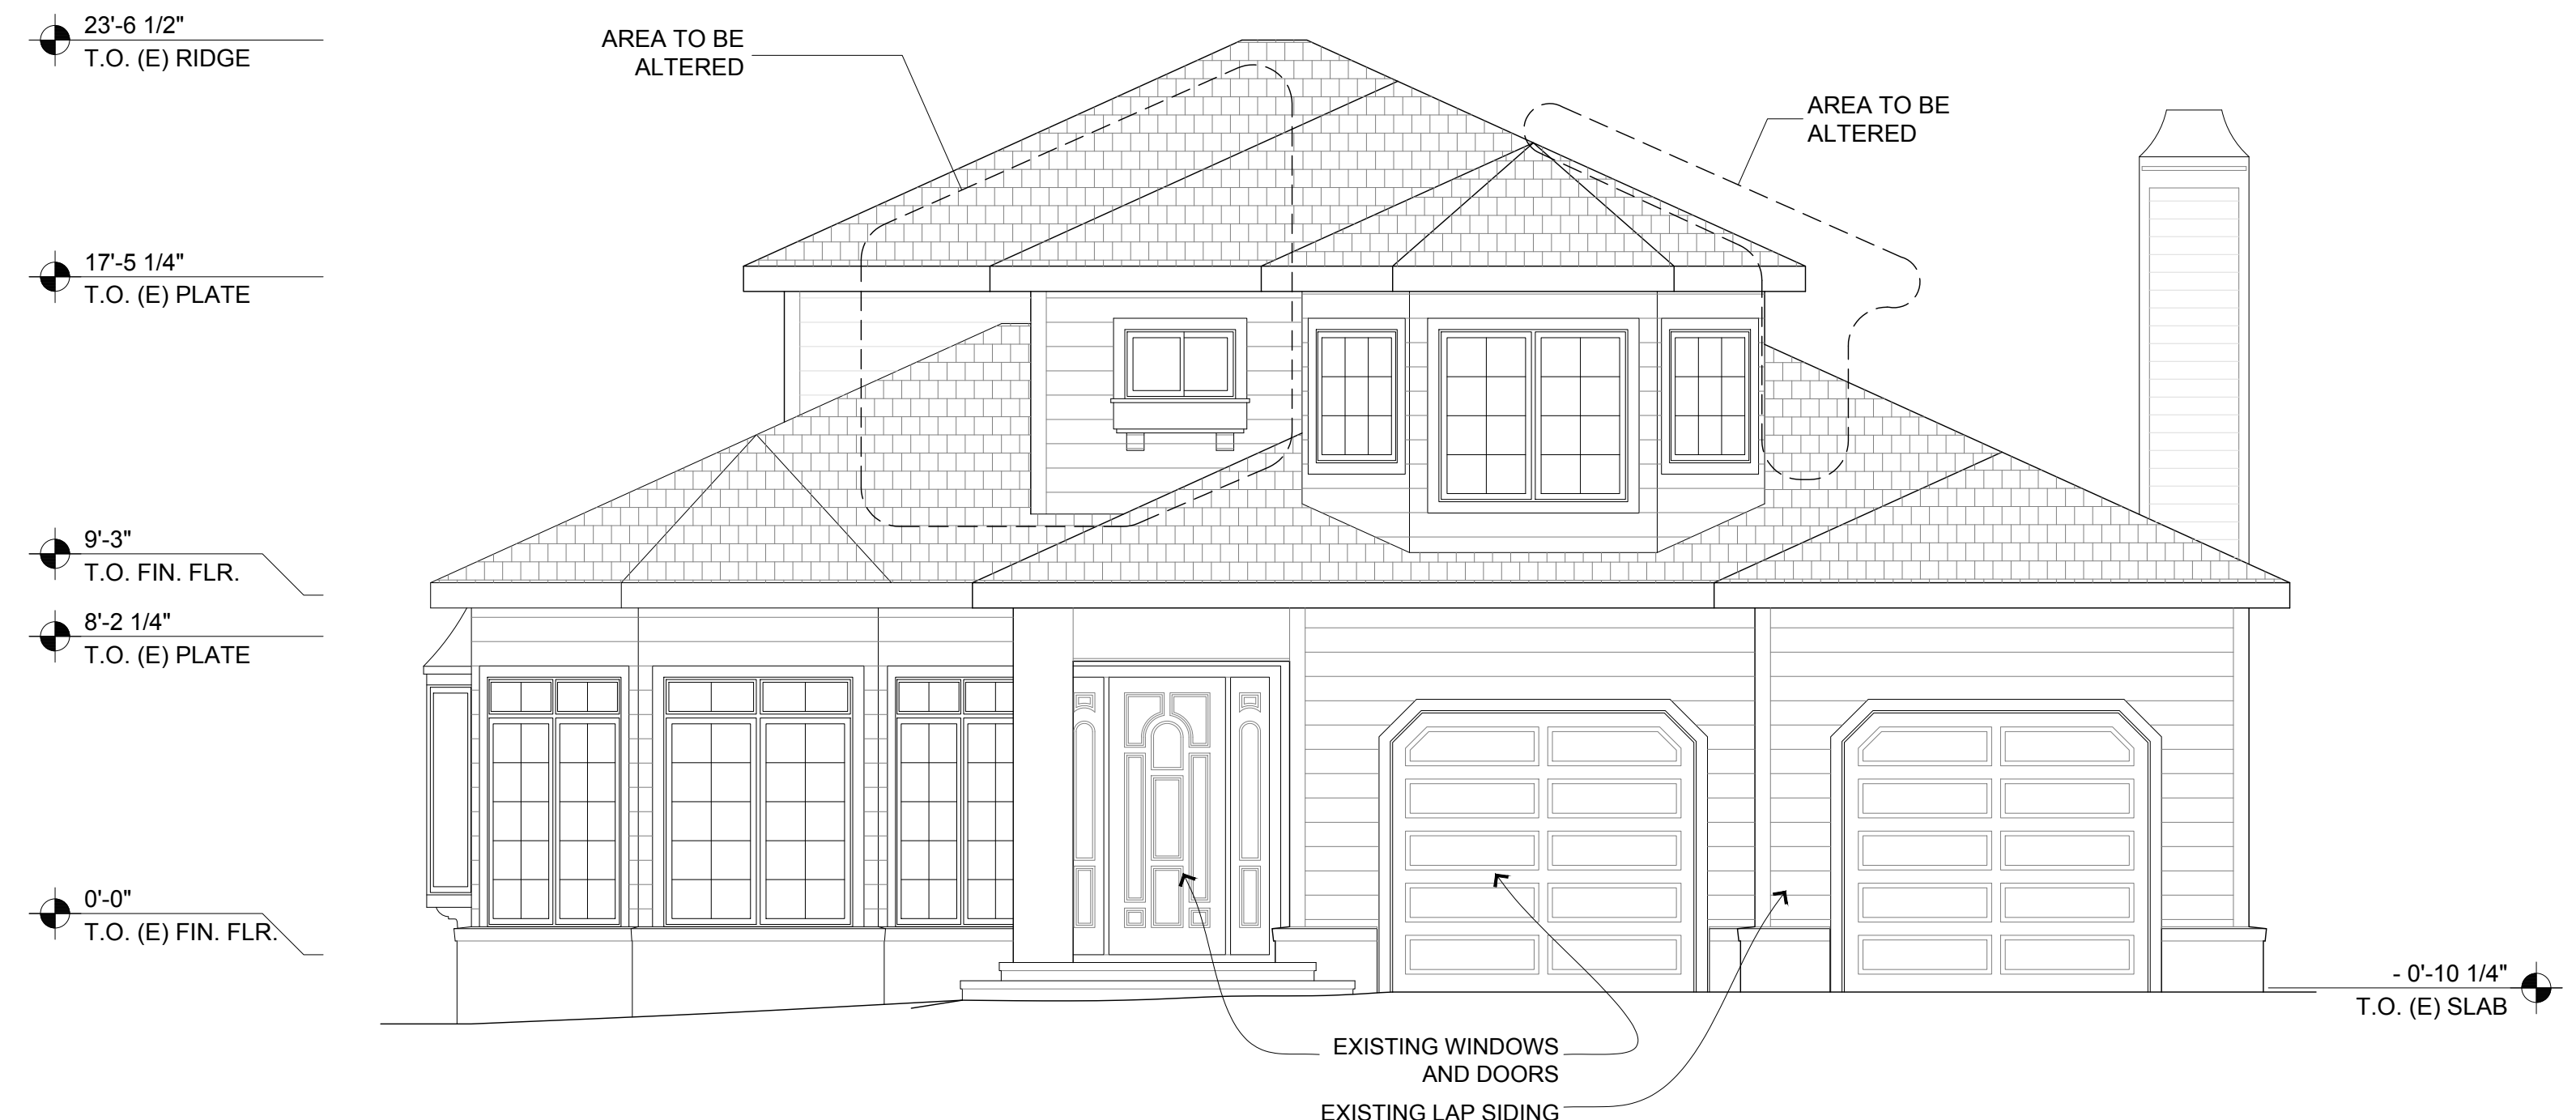 23'-6 1/2"
T.O. (E) RIDGE
AREA TO BE
ALTERED
AREA TO BE
ALTERED
17'-5 1/4"
T.O. (E) PLATE
9'-3"
T.O. FIN. FLR.
8'-2 1/4"
T.O. (E) PLATE
0'-0"
T.O. (E) FIN. FLR.
- 0'-10 1/4"
T.O. (E) SLAB
EXISTING WINDOWS
AND DOORS
EXISTING LAP SIDING